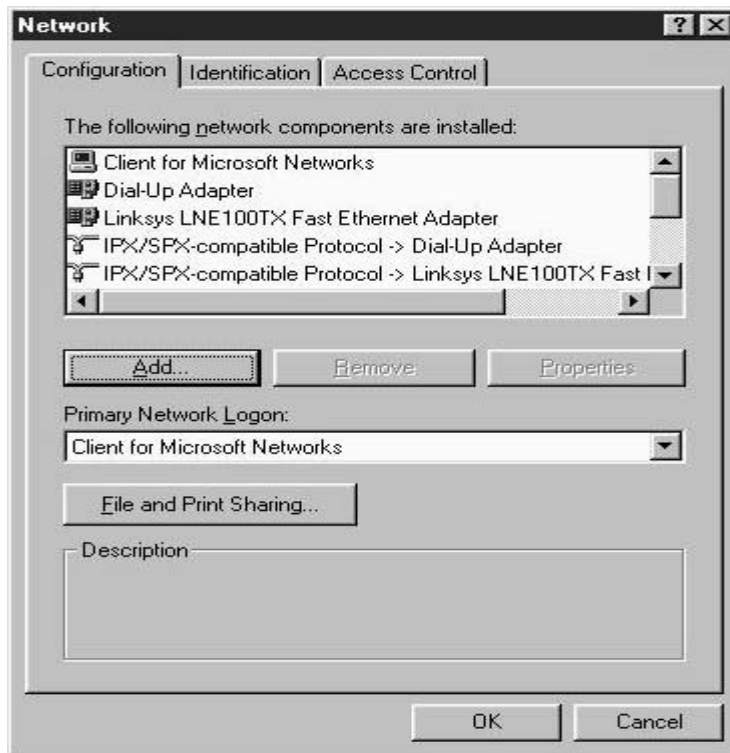 Network
Configuration Identification Access Control
The following network components are installed:
Client for Microsoft Networks
Dial-Up Adapter
Linksys LNE100TX Fast Ethernet Adapter
IPX/SPX-compatible Protocol -> Dial-Up Adapter
IPX/SPX-compatible Protocol -> Linksys LNE100TX Fast
Add... Remove Properties
Primary Network Logon:
Client for Microsoft Networks
File and Print Sharing...
Description
OK Cancel